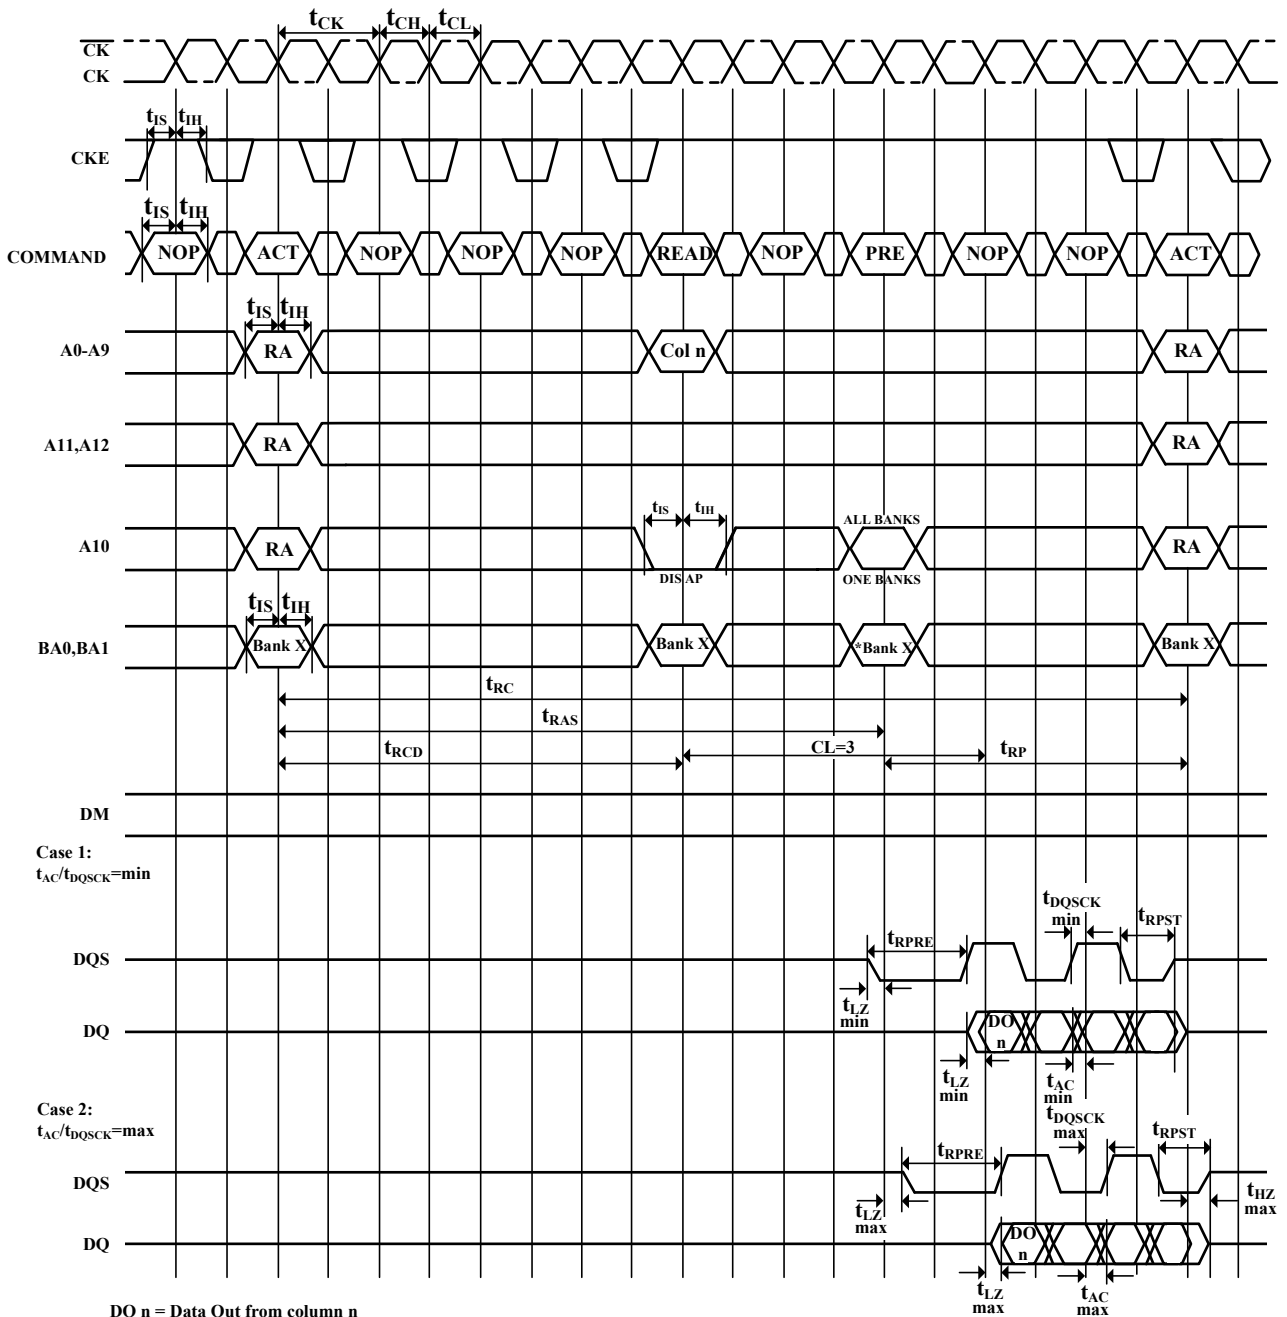 tCK tCH tCL
CK
CK
tIS tIH
CKE
tIS tIH
COMMAND NOP ACT NOP NOP NOP READ NOP PRE NOP NOP ACT
tIS tIH
A0-A9 RA Col n RA
A11,A12 RA RA
tIS tIH ALL BANKS
A10 RA RA
DIS AP ONE BANKS
tIS tIH
BA0,BA1 Bank X Bank X *Bank X Bank X
tRC
tRAS
tRCD CL=3 tRP
DM
Case 1:
tAC/tDQSCK=min
tDQSCK
min tRPST
tRPRE
DQS
tLZ
min
DQ DO
n
tLZ
min
tAC
min
Case 2:
tAC/tDQSCK=max
tDQSCK
max tRPST
tRPRE
DQS
tLZ
max
tHZ
max
DQ DO
n
tLZ
max
tAC
max
DO n = Data Out from column n